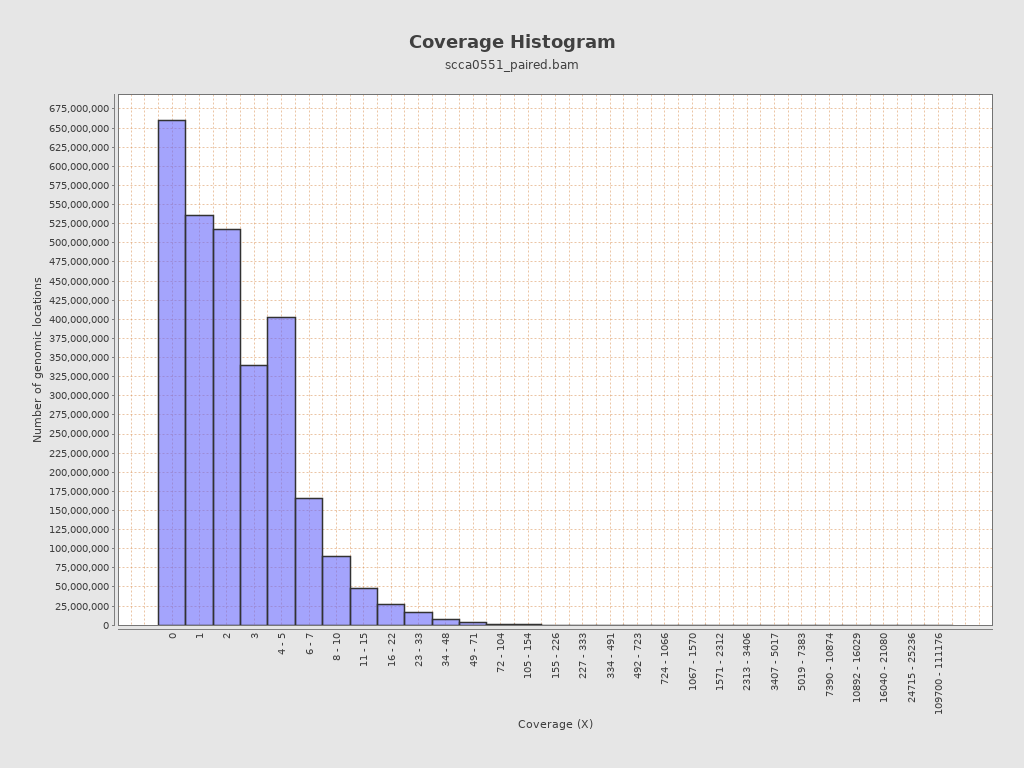 Coverage Histogram
scca0551_paired.bam
Number of genomic locations
675,000,000
650,000,000
625,000,000
600,000,000
575,000,000
550,000,000
525,000,000
500,000,000
475,000,000
450,000,000
425,000,000
400,000,000
375,000,000
350,000,000
325,000,000
300,000,000
275,000,000
250,000,000
225,000,000
200,000,000
175,000,000
150,000,000
125,000,000
100,000,000
75,000,000
50,000,000
25,000,000
0
0
1
2
3
4 - 5
6 - 7
8 - 10
11 - 15
16 - 22
23 - 33
34 - 48
49 - 71
72 - 104
105 - 154
155 - 226
227 - 333
334 - 491
492 - 723
724 - 1066
1067 - 1570
1571 - 2312
2313 - 3406
3407 - 5017
5019 - 7383
7390 - 10874
10892 - 16029
16040 - 21080
24715 - 25236
109700 - 111176
Coverage (X)